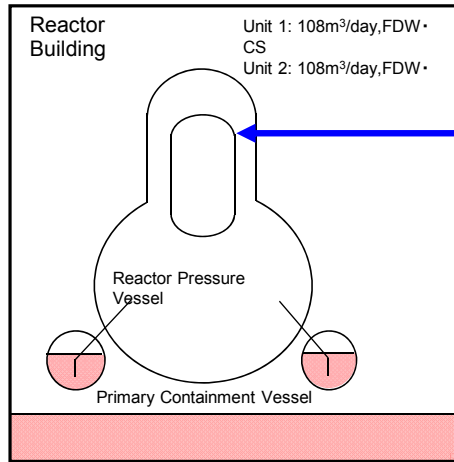 Reactor
Building
Unit 1: 108m³/day,FDW・
CS
Unit 2: 108m³/day,FDW・
Reactor Pressure
Vessel
Primary Containment Vessel